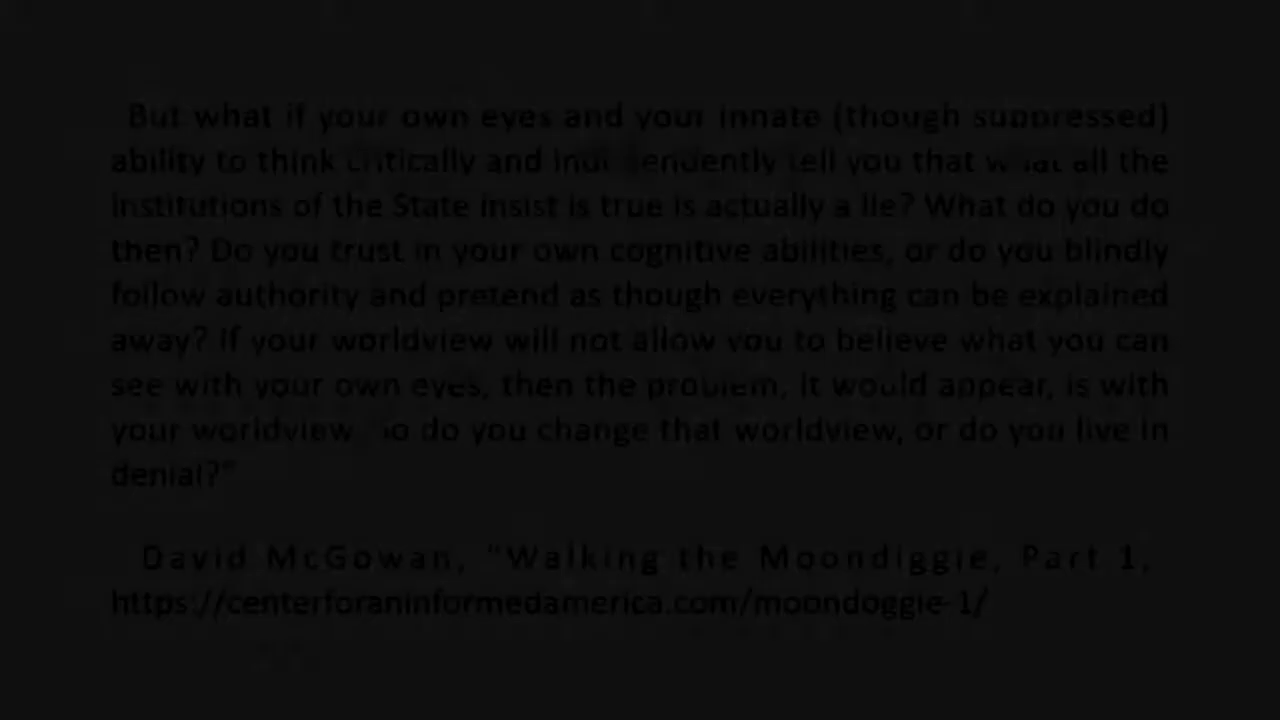 But what if your own eyes and your innate (though suppressed)
ability to think critically and independently tell you that what all the
institutions of the State insist is true is actually a lie? What do you do
then? Do you trust in your own cognitive abilities, or do you blindly
follow authority and pretend as though everything can be explained
away? If your worldview will not allow you to believe what you can
see with your own eyes, then the problem, it would appear, is with
your worldview. So do you change that worldview, or do you live in
denial?"
David McGowan, "Walking the Moondiggie, Part 1,
https://centerforaninformedamerica.com/moondoggie-1/